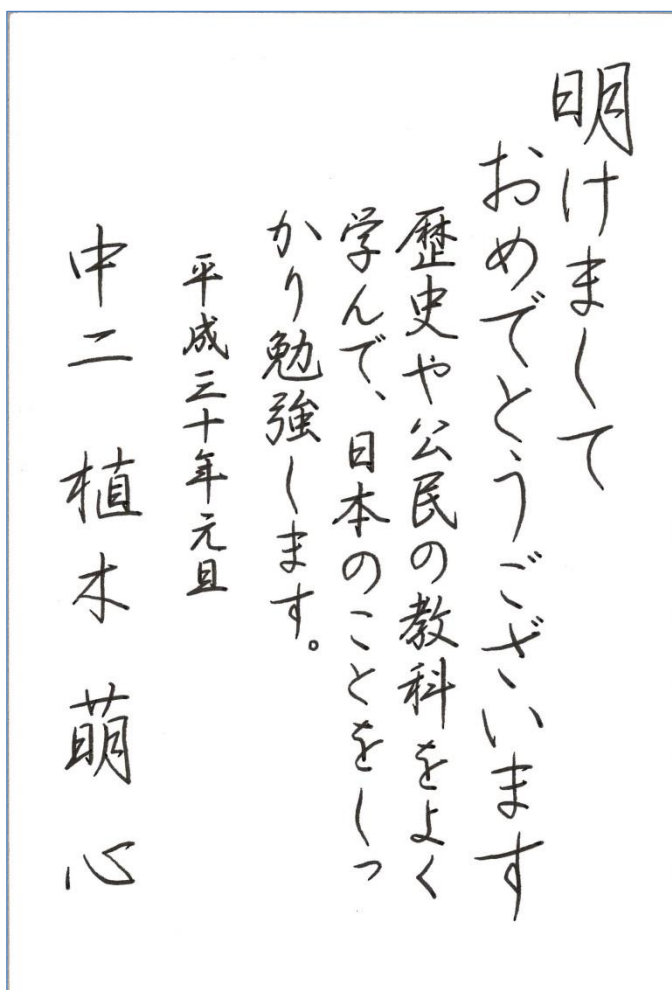 明けまして
おめでとうございます
歴史や公民の教科をよく
学んで、日本のことをしっ
かり勉強します。
平成三十年元旦
中二 植木 萌心